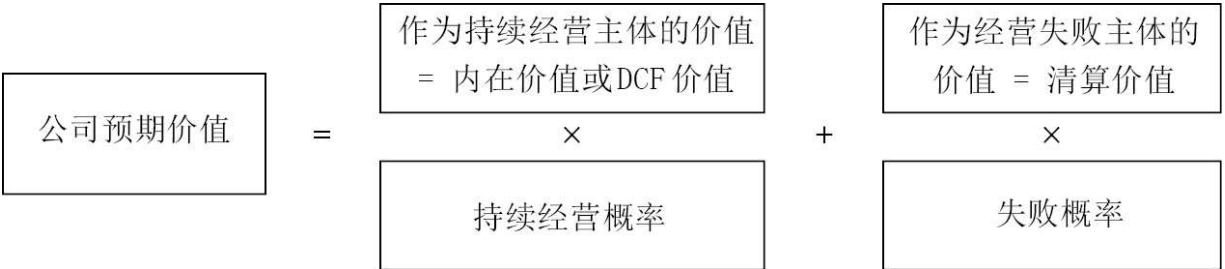 公司预期价值
=
作为持续经营主体的价值
= 内在价值或DCF价值
×
持续经营概率
+
作为经营失败主体的
价值 = 清算价值
×
失败概率